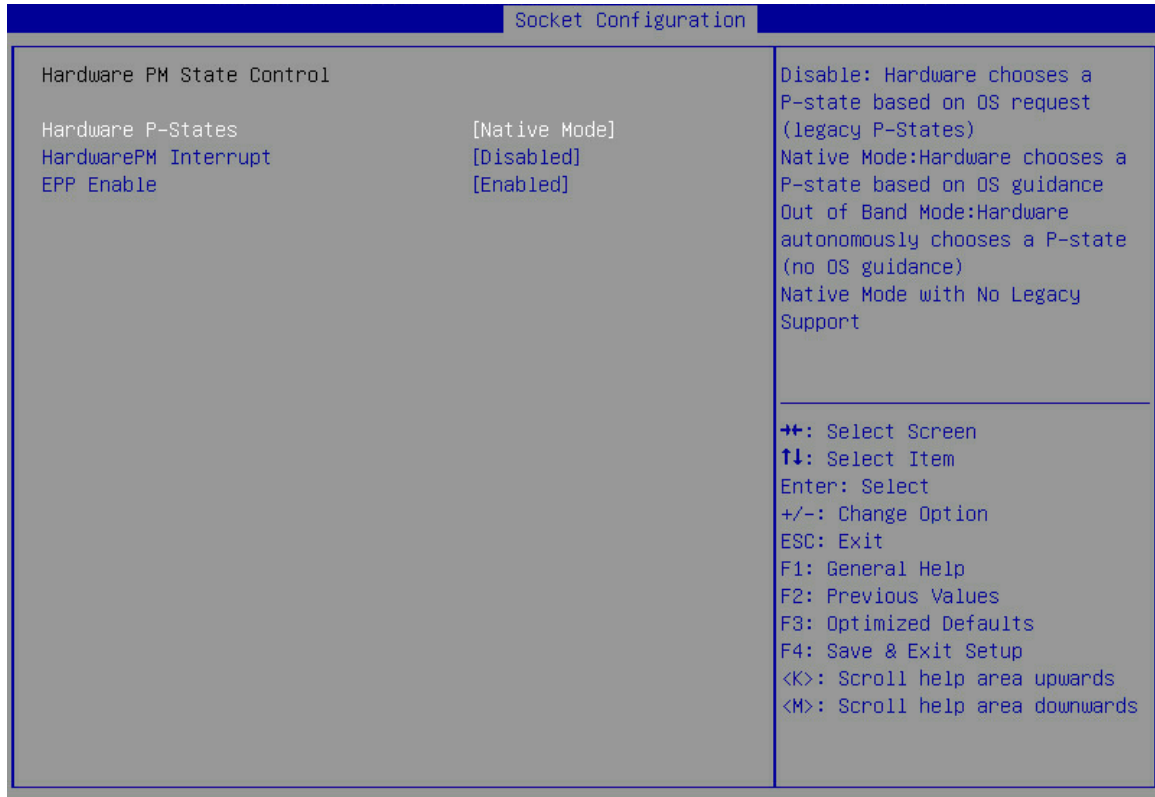 Socket Configuration
Hardware PM State Control
Hardware P-States [Native Mode]
HardwarePM Interrupt [Disabled]
EPP Enable [Enabled]
Disable: Hardware chooses a
P-state based on OS request
(legacy P-States)
Native Mode:Hardware chooses a
P-state based on OS guidance
Out of Band Mode:Hardware
autonomously chooses a P-state
(no OS guidance)
Native Mode with No Legacy
Support
→←: Select Screen
↑↓: Select Item
Enter: Select
+/-: Change Option
ESC: Exit
F1: General Help
F2: Previous Values
F3: Optimized Defaults
F4: Save & Exit Setup
<K>: Scroll help area upwards
<M>: Scroll help area downwards